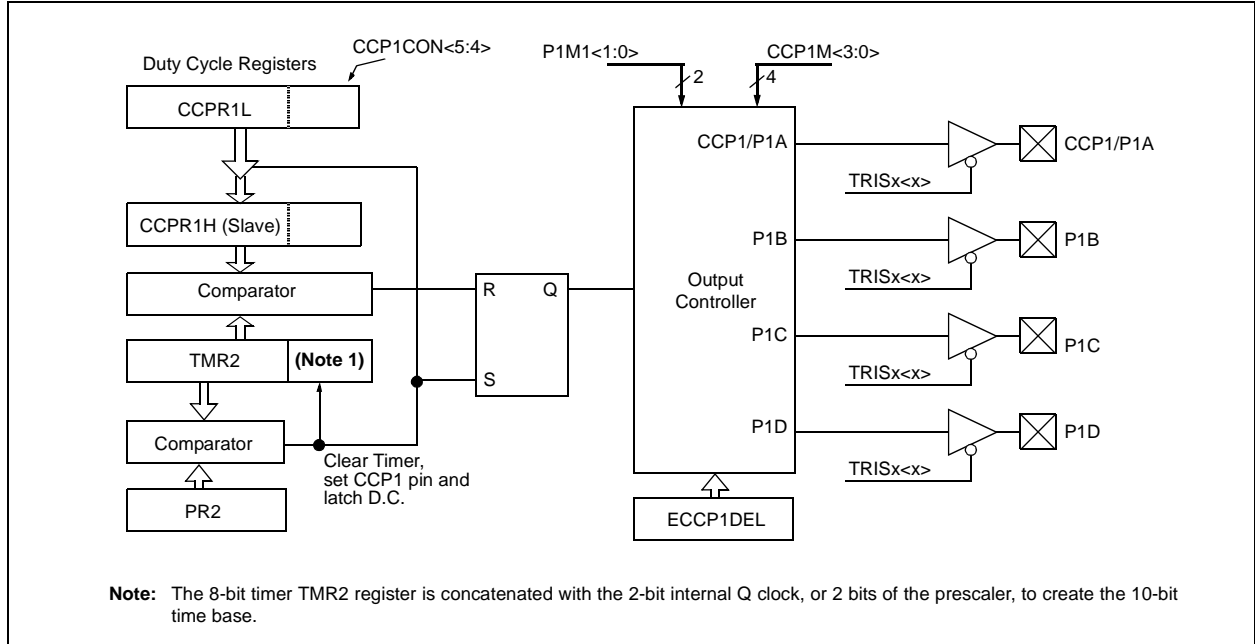 CCP1CON<5:4>
Duty Cycle Registers
CCPR1L
CCPR1H (Slave)
Comparator
TMR2
(Note 1)
Comparator
PR2
Clear Timer,
set CCP1 pin and
latch D.C.
R
Q
S
P1M1<1:0>
2
CCP1M<3:0>
4
Output
Controller
CCP1/P1A
P1B
P1C
P1D
ECCP1DEL
TRISx<x>
CCP1/P1A
TRISx<x>
P1B
TRISx<x>
P1C
TRISx<x>
P1D
Note: The 8-bit timer TMR2 register is concatenated with the 2-bit internal Q clock, or 2 bits of the prescaler, to create the 10-bit
time base.